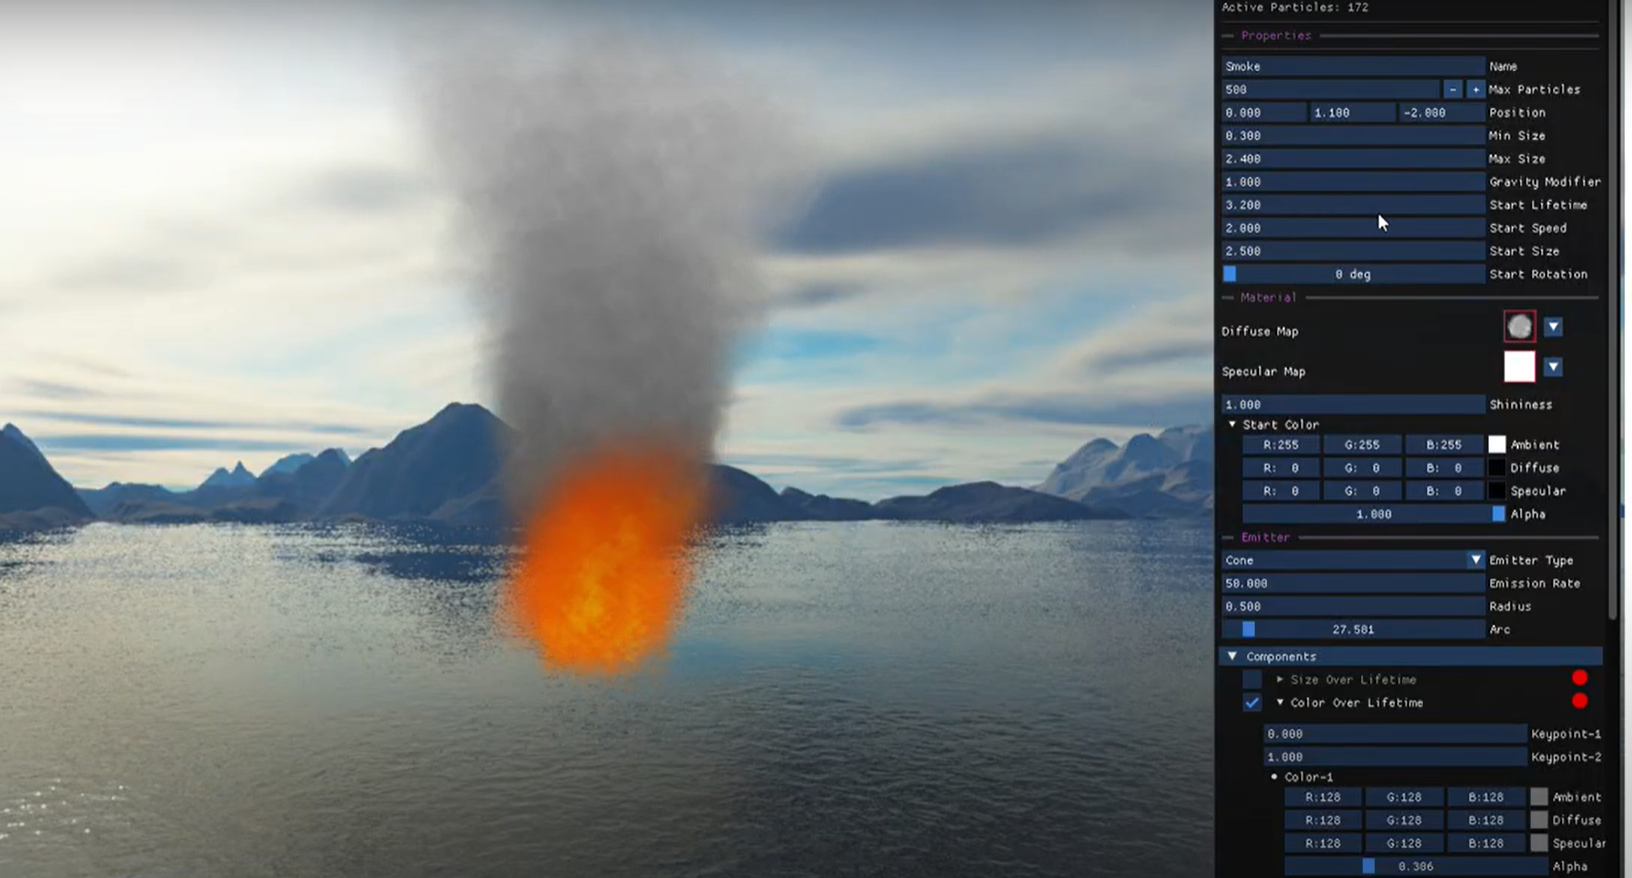 Active Particles: 172
Properties
Smoke Name
500 - + Max Particles
0.000 1.100 -2.000 Position
0.300 Min Size
2.400 Max Size
1.000 Gravity Modifier
3.200 Start Lifetime
2.000 Start Speed
2.500 Start Size
0 deg Start Rotation
Material
Diffuse Map
Specular Map
1.000 Shininess
Start Color
R:255 G:255 B:255 Ambient
R: 0 G: 0 B: 0 Diffuse
R: 0 G: 0 B: 0 Specular
1.000 Alpha
Emitter
Cone Emitter Type
50.000 Emission Rate
0.500 Radius
27.501 Arc
Components
Size Over Lifetime
Color Over Lifetime
0.000 Keypoint-1
1.000 Keypoint-2
Color-1
R:128 G:128 B:128 Ambient
R:128 G:128 B:128 Diffuse
R:128 G:128 B:128 Specular
0.306 Alpha